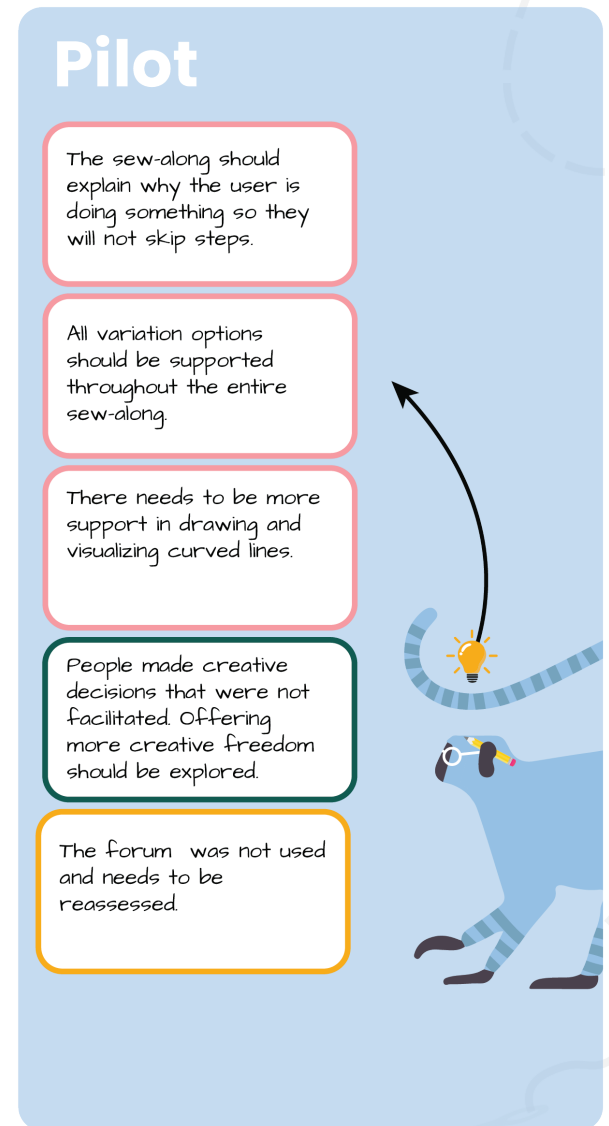 Pilot
The sew-along should
explain why the user is
doing something so they
will not skip steps.
All variation options
should be supported
throughout the entire
sew-along.
There needs to be more
support in drawing and
visualizing curved lines.
People made creative
decisions that were not
facilitated. Offering
more creative freedom
should be explored.
The forum was not used
and needs to be
reassessed.